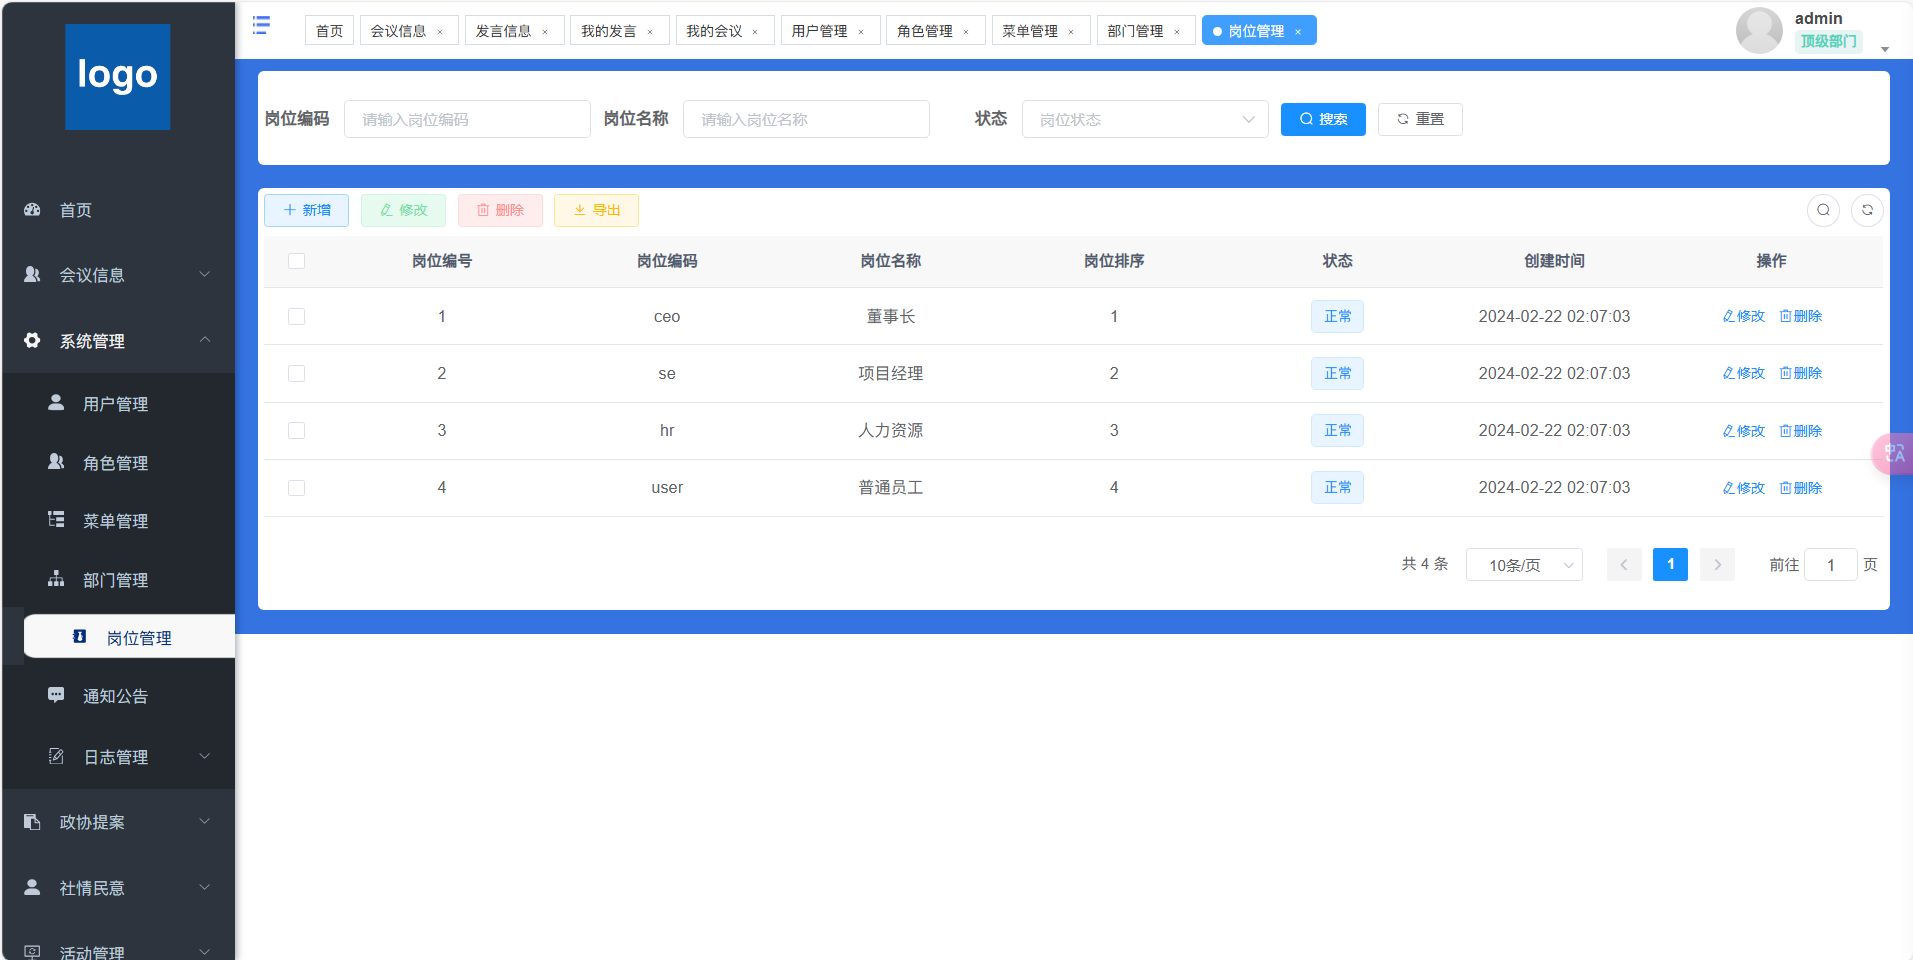 logo
首页
会议信息
系统管理
用户管理
角色管理
菜单管理
部门管理
岗位管理
通知公告
日志管理
政协提案
社情民意
活动管理
首页 会议信息 × 发言信息 × 我的发言 × 我的会议 × 用户管理 × 角色管理 × 菜单管理 × 部门管理 × 岗位管理 ×
admin
顶级部门
岗位编码 请输入岗位编码 岗位名称 请输入岗位名称 状态 岗位状态 搜索 重置
新增 修改 删除 导出
岗位编号 岗位编码 岗位名称 岗位排序 状态 创建时间 操作
1 ceo 董事长 1 正常 2024-02-22 02:07:03 修改 删除
2 se 项目经理 2 正常 2024-02-22 02:07:03 修改 删除
3 hr 人力资源 3 正常 2024-02-22 02:07:03 修改 删除
4 user 普通员工 4 正常 2024-02-22 02:07:03 修改 删除
共 4 条 10条/页 1 前往 1 页